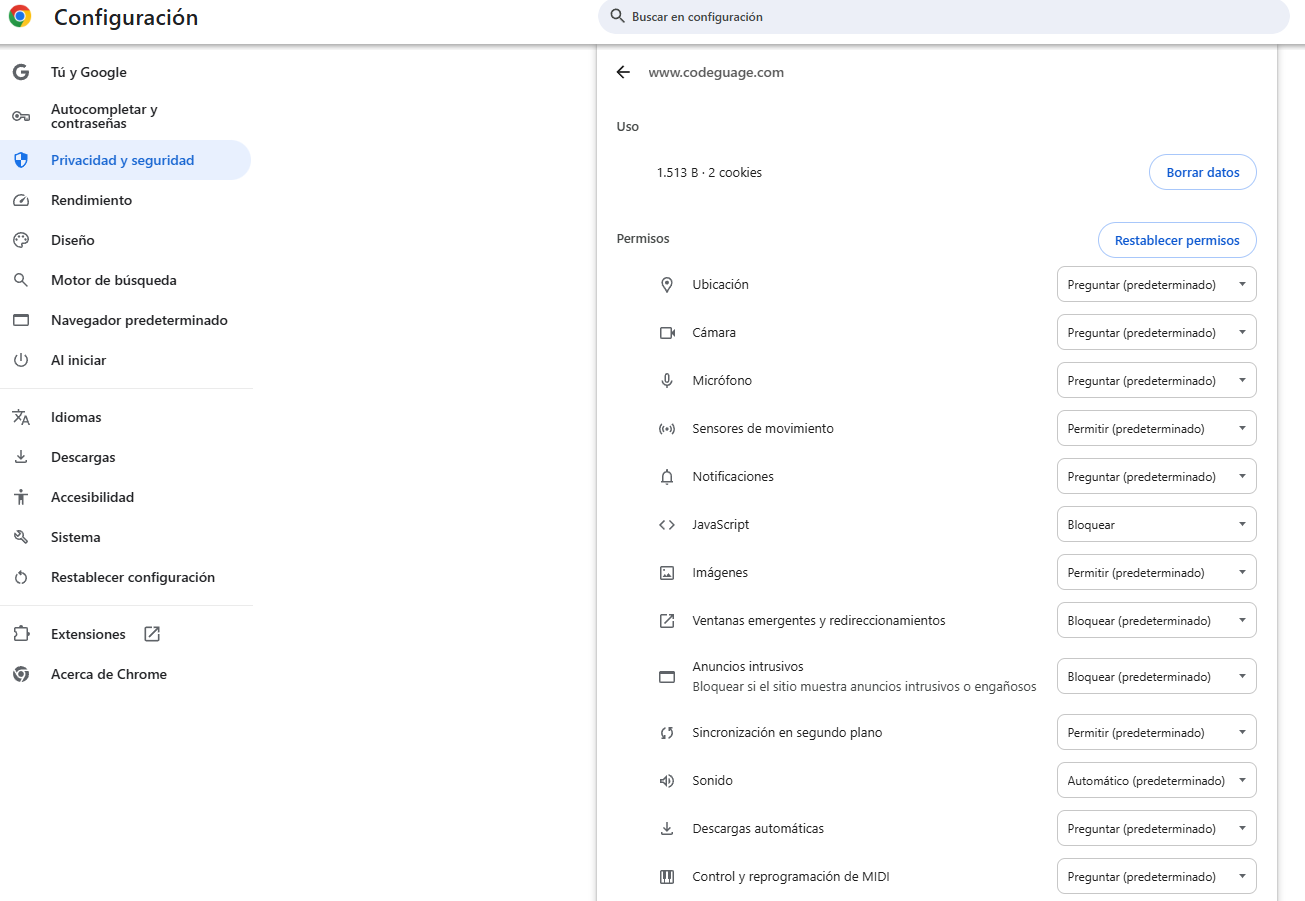 Configuración
Buscar en configuración
Tú y Google
Autocompletar y
contraseñas
Privacidad y seguridad
Rendimiento
Diseño
Motor de búsqueda
Navegador predeterminado
Al iniciar
Idiomas
Descargas
Accesibilidad
Sistema
Restablecer configuración
Extensiones
Acerca de Chrome
www.codeguage.com
Uso
1.513 B · 2 cookies
Borrar datos
Permisos
Restablecer permisos
Ubicación
Preguntar (predeterminado)
Cámara
Preguntar (predeterminado)
Micrófono
Preguntar (predeterminado)
Sensores de movimiento
Permitir (predeterminado)
Notificaciones
Preguntar (predeterminado)
JavaScript
Bloquear
Imágenes
Permitir (predeterminado)
Ventanas emergentes y redireccionamientos
Bloquear (predeterminado)
Anuncios intrusivos
Bloquear si el sitio muestra anuncios intrusivos o engañosos
Bloquear (predeterminado)
Sincronización en segundo plano
Permitir (predeterminado)
Sonido
Automático (predeterminado)
Descargas automáticas
Preguntar (predeterminado)
Control y reprogramación de MIDI
Preguntar (predeterminado)